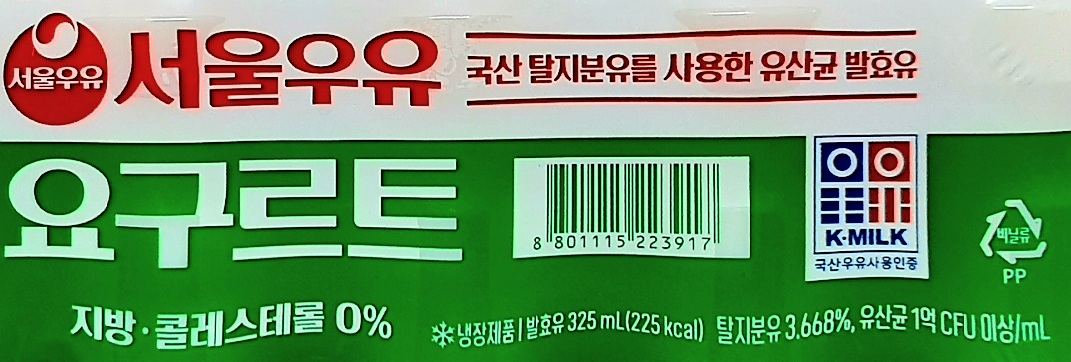 서울우유
서울우유
국산 탈지분유를 사용한 유산균 발효유
요구르트
8 801115 223917
K·MILK
국산우유사용인증
비닐류
PP
지방·콜레스테롤 0%
냉장제품 | 발효유 325 mL(225 kcal) 탈지분유 3.668%, 유산균 1억 CFU 이상/mL